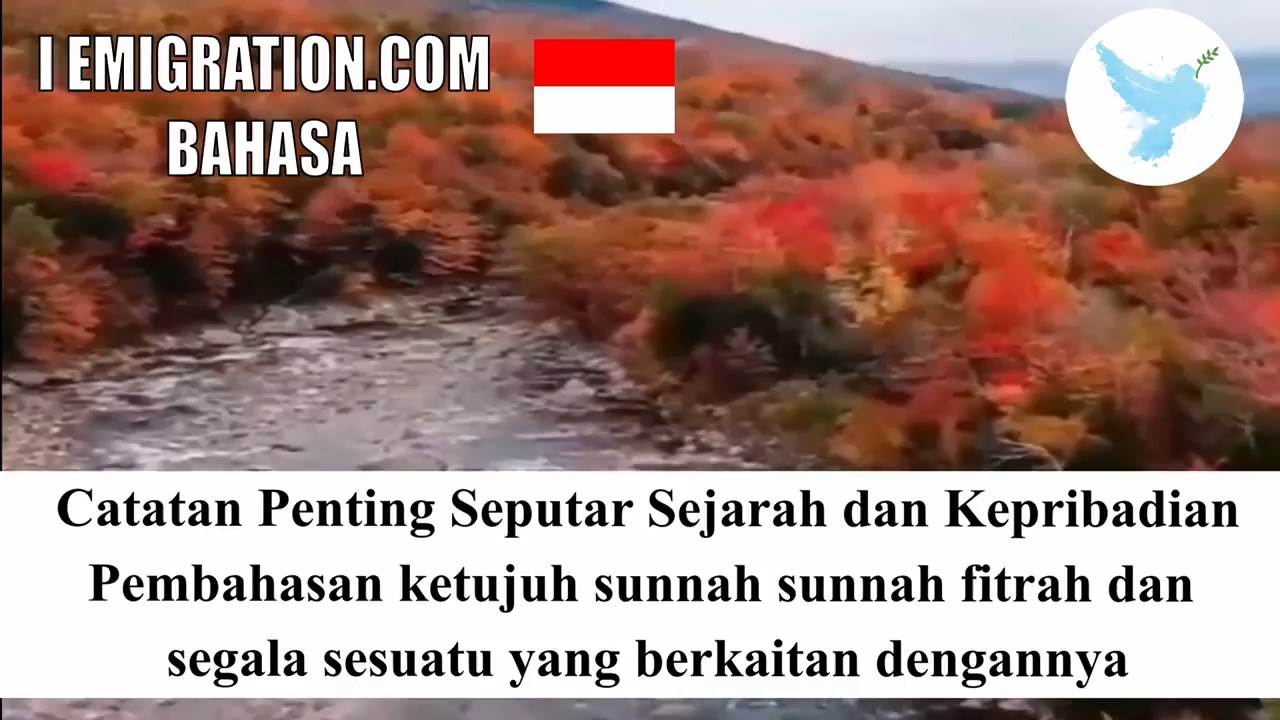 I EMIGRATION.COM
BAHASA
Catatan Penting Seputar Sejarah dan Kepribadian
Pembahasan ketujuh sunnah sunnah fitrah dan
segala sesuatu yang berkaitan dengannya